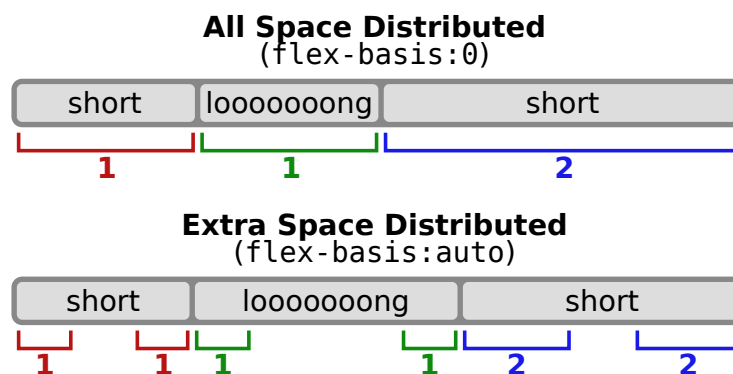 All Space Distributed
(flex-basis:0)
short looooooong short
1 1 2
Extra Space Distributed
(flex-basis:auto)
short looooooong short
1 1 1 1 2 2